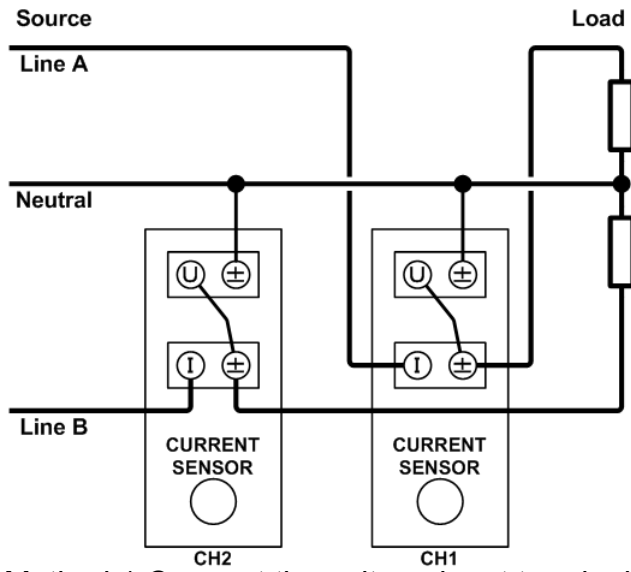 Source Load
Line A
Neutral
U ± U ±
I ± I ±
Line B
CURRENT SENSOR CURRENT SENSOR
CH2 CH1